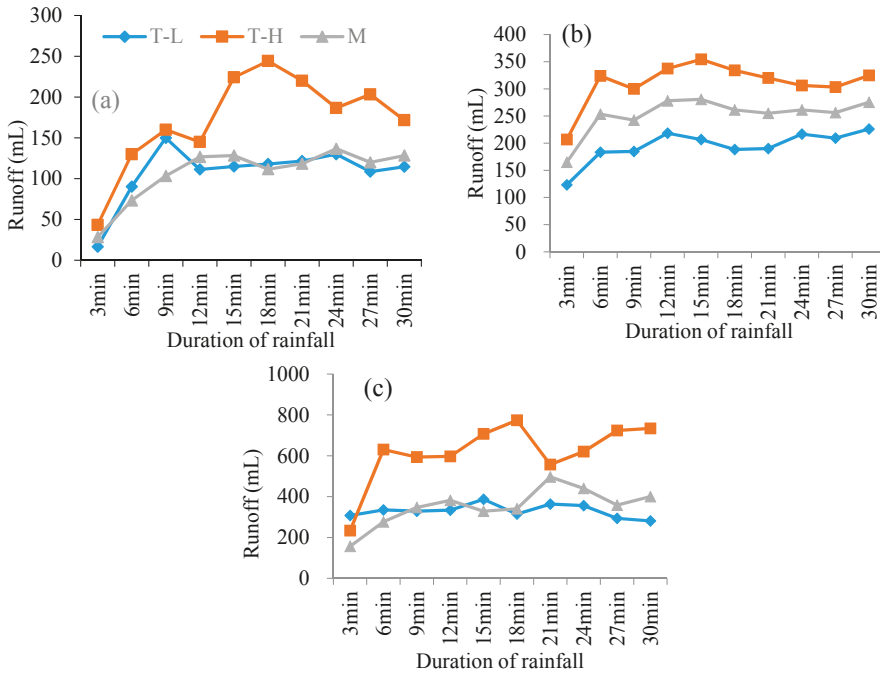 T-L T-H M
(a)
Runoff (mL)
300
250
200
150
100
50
0
3min 6min 9min 12min 15min 18min 21min 24min 27min 30min
Duration of rainfall
(b)
Runoff (mL)
400
350
300
250
200
150
100
50
0
3min 6min 9min 12min 15min 18min 21min 24min 27min 30min
Duration of rainfall
(c)
Runoff (mL)
1000
800
600
400
200
0
3min 6min 9min 12min 15min 18min 21min 24min 27min 30min
Duration of rainfall